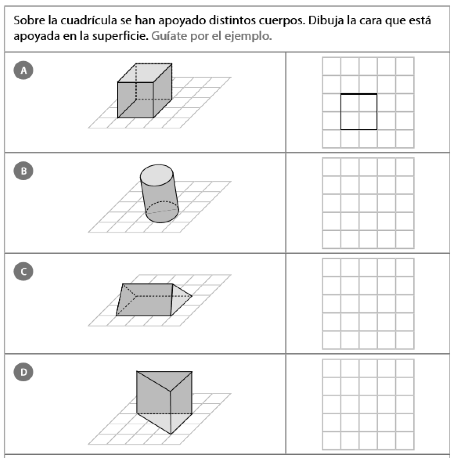 Sobre la cuadrícula se han apoyado distintos cuerpos. Dibuja la cara que está
apoyada en la superficie. Guíate por el ejemplo.
A
B
C
D